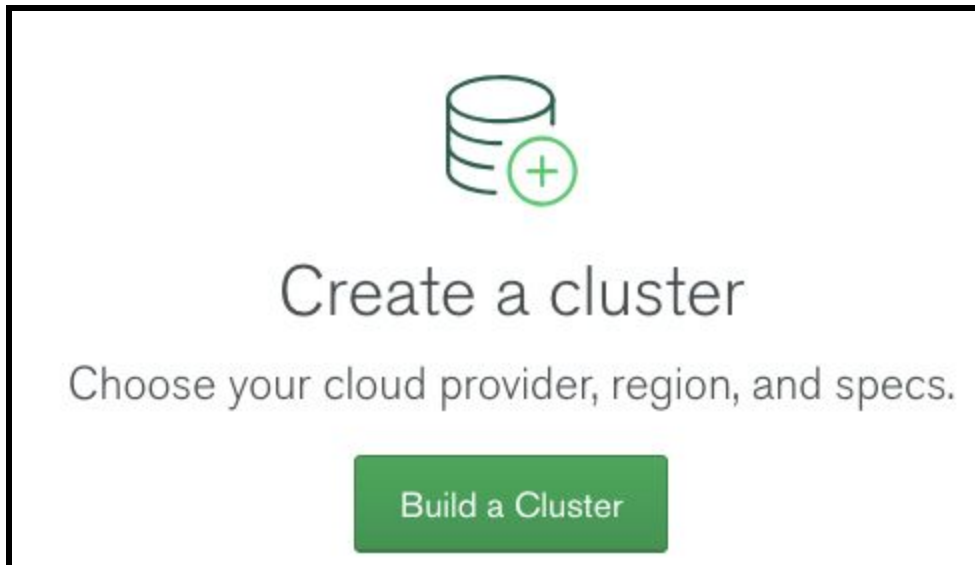 Create a cluster
Choose your cloud provider, region, and specs.
Build a Cluster